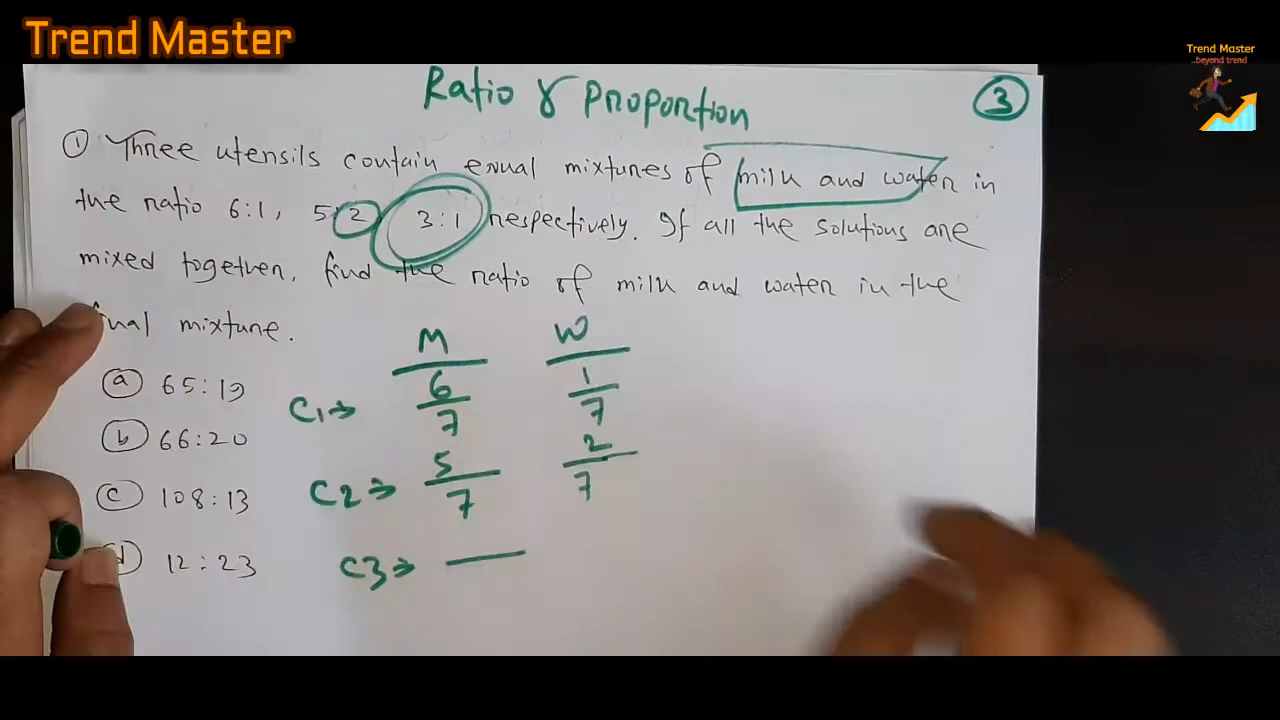 Trend Master
Trend Master
..beyond trend
Ratio & Proportion
3
① Three utensils contain equal mixtures of milk and water in
the ratio 6:1, 5:2 3:1 respectively. If all the solutions are
mixed together, find the ratio of milk and water in the
final mixture.
M W
C1⇒ 6/7 1/7
C2⇒ 5/7 2/7
C3⇒
ⓐ 65:19
ⓑ 66:20
ⓒ 108:13
ⓓ 12:23